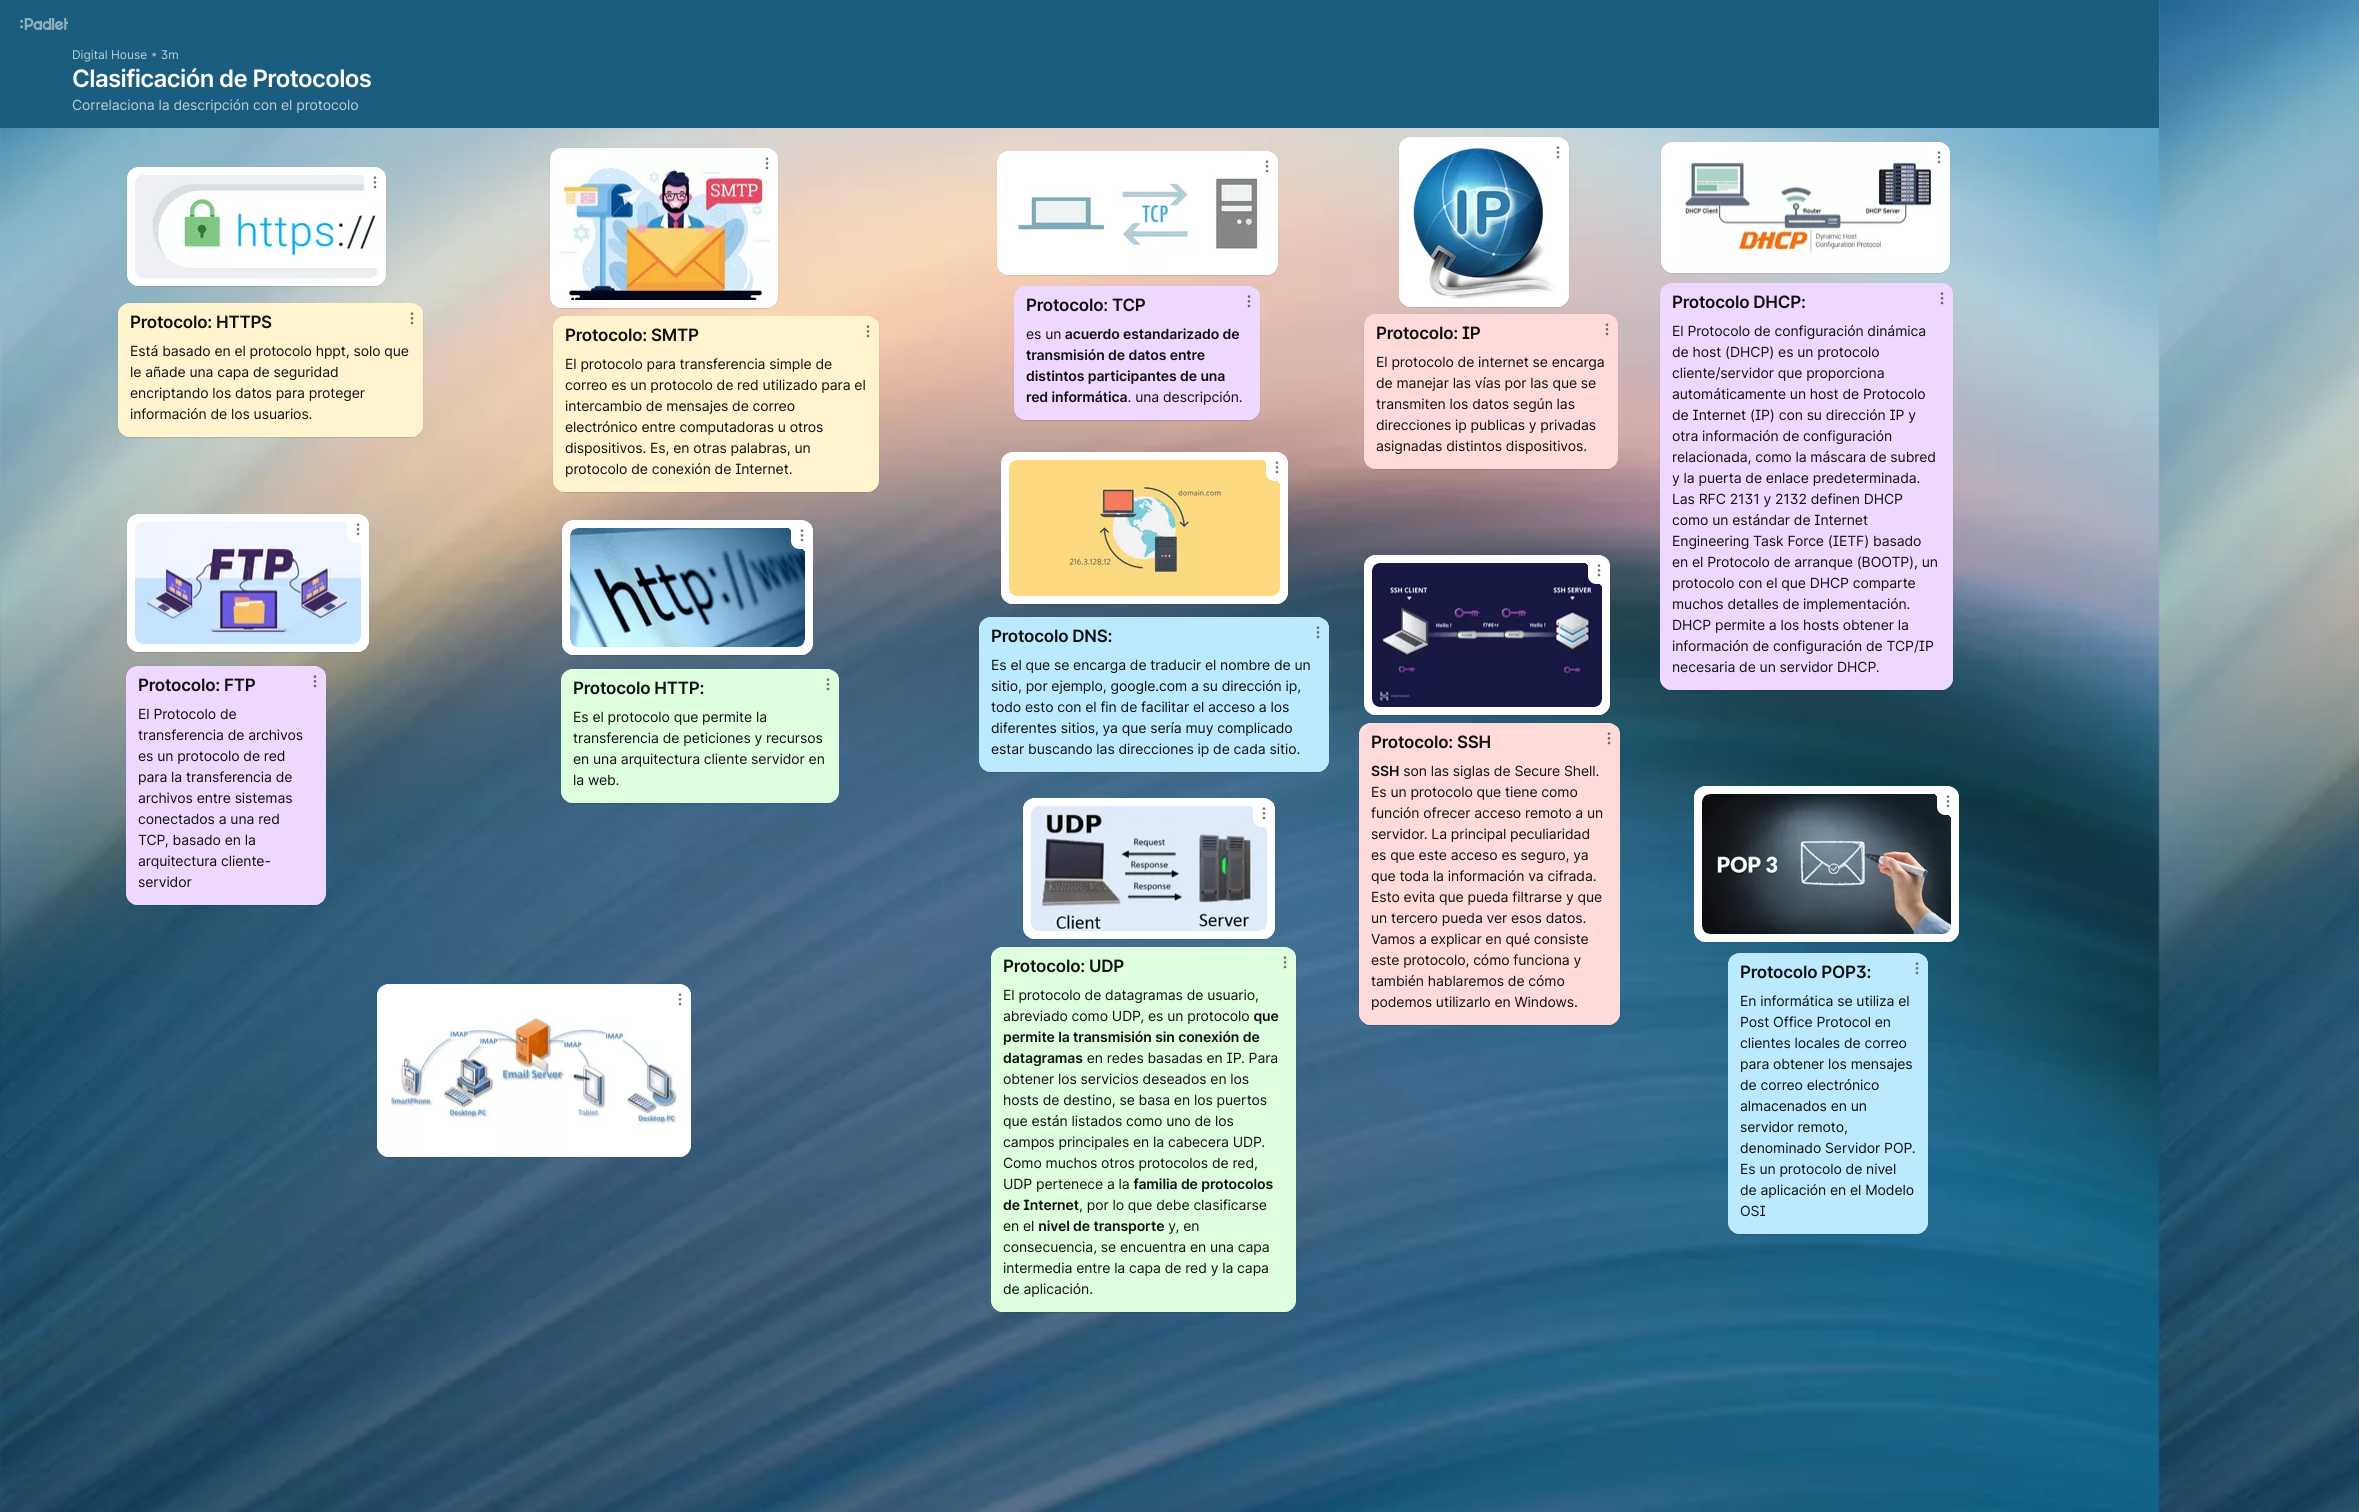 :Padlet
Digital House • 3m
Clasificación de Protocolos
Correlaciona la descripción con el protocolo
https://
Protocolo: HTTPS
Está basado en el protocolo hppt, solo que
le añade una capa de seguridad
encriptando los datos para proteger
información de los usuarios.
FTP
Protocolo: FTP
El Protocolo de
transferencia de archivos
es un protocolo de red
para la transferencia de
archivos entre sistemas
conectados a una red
TCP, basado en la
arquitectura cliente-
servidor
SMTP
Protocolo: SMTP
El protocolo para transferencia simple de
correo es un protocolo de red utilizado para el
intercambio de mensajes de correo
electrónico entre computadoras u otros
dispositivos. Es, en otras palabras, un
protocolo de conexión de Internet.
http://www
Protocolo HTTP:
Es el protocolo que permite la
transferencia de peticiones y recursos
en una arquitectura cliente servidor en
la web.
IMAP
IMAP
IMAP
IMAP
Email Server
SmartPhone
Desktop PC
Tablet
Desktop PC
TCP
Protocolo: TCP
es un acuerdo estandarizado de
transmisión de datos entre
distintos participantes de una
red informática. una descripción.
domain.com
216.3.128.12
Protocolo DNS:
Es el que se encarga de traducir el nombre de un
sitio, por ejemplo, google.com a su dirección ip,
todo esto con el fin de facilitar el acceso a los
diferentes sitios, ya que sería muy complicado
estar buscando las direcciones ip de cada sitio.
UDP
Request
Response
Response
Client
Server
Protocolo: UDP
El protocolo de datagramas de usuario,
abreviado como UDP, es un protocolo que
permite la transmisión sin conexión de
datagramas en redes basadas en IP. Para
obtener los servicios deseados en los
hosts de destino, se basa en los puertos
que están listados como uno de los
campos principales en la cabecera UDP.
Como muchos otros protocolos de red,
UDP pertenece a la familia de protocolos
de Internet, por lo que debe clasificarse
en el nivel de transporte y, en
consecuencia, se encuentra en una capa
intermedia entre la capa de red y la capa
de aplicación.
IP
Protocolo: IP
El protocolo de internet se encarga
de manejar las vías por las que se
transmiten los datos según las
direcciones ip publicas y privadas
asignadas distintos dispositivos.
SSH CLIENT
SSH SERVER
Hello !
Hello !
Protocolo: SSH
SSH son las siglas de Secure Shell.
Es un protocolo que tiene como
función ofrecer acceso remoto a un
servidor. La principal peculiaridad
es que este acceso es seguro, ya
que toda la información va cifrada.
Esto evita que pueda filtrarse y que
un tercero pueda ver esos datos.
Vamos a explicar en qué consiste
este protocolo, cómo funciona y
también hablaremos de cómo
podemos utilizarlo en Windows.
DHCP Client
Router
DHCP Server
DHCP
Dynamic Host
Configuration Protocol
Protocolo DHCP:
El Protocolo de configuración dinámica
de host (DHCP) es un protocolo
cliente/servidor que proporciona
automáticamente un host de Protocolo
de Internet (IP) con su dirección IP y
otra información de configuración
relacionada, como la máscara de subred
y la puerta de enlace predeterminada.
Las RFC 2131 y 2132 definen DHCP
como un estándar de Internet
Engineering Task Force (IETF) basado
en el Protocolo de arranque (BOOTP), un
protocolo con el que DHCP comparte
muchos detalles de implementación.
DHCP permite a los hosts obtener la
información de configuración de TCP/IP
necesaria de un servidor DHCP.
POP 3
Protocolo POP3:
En informática se utiliza el
Post Office Protocol en
clientes locales de correo
para obtener los mensajes
de correo electrónico
almacenados en un
servidor remoto,
denominado Servidor POP.
Es un protocolo de nivel
de aplicación en el Modelo
OSI